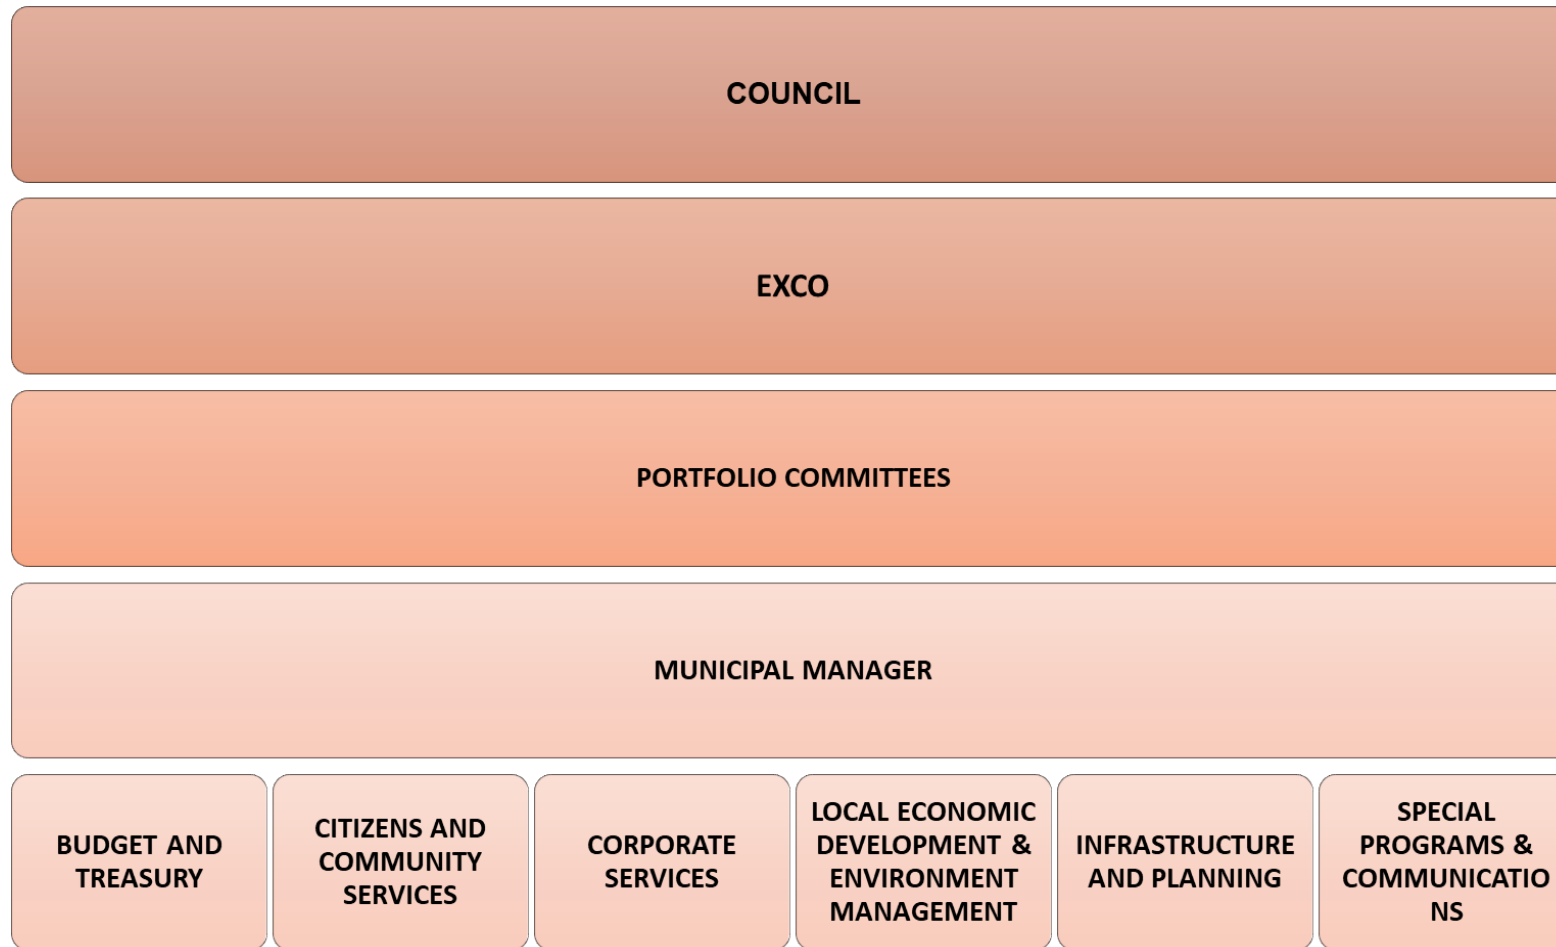 COUNCIL
EXCO
PORTFOLIO COMMITTEES
MUNICIPAL MANAGER
BUDGET AND
TREASURY
CITIZENS AND
COMMUNITY
SERVICES
CORPORATE
SERVICES
LOCAL ECONOMIC
DEVELOPMENT &
ENVIRONMENT
MANAGEMENT
INFRASTRUCTURE
AND PLANNING
SPECIAL
PROGRAMS &
COMMUNICATIO
NS